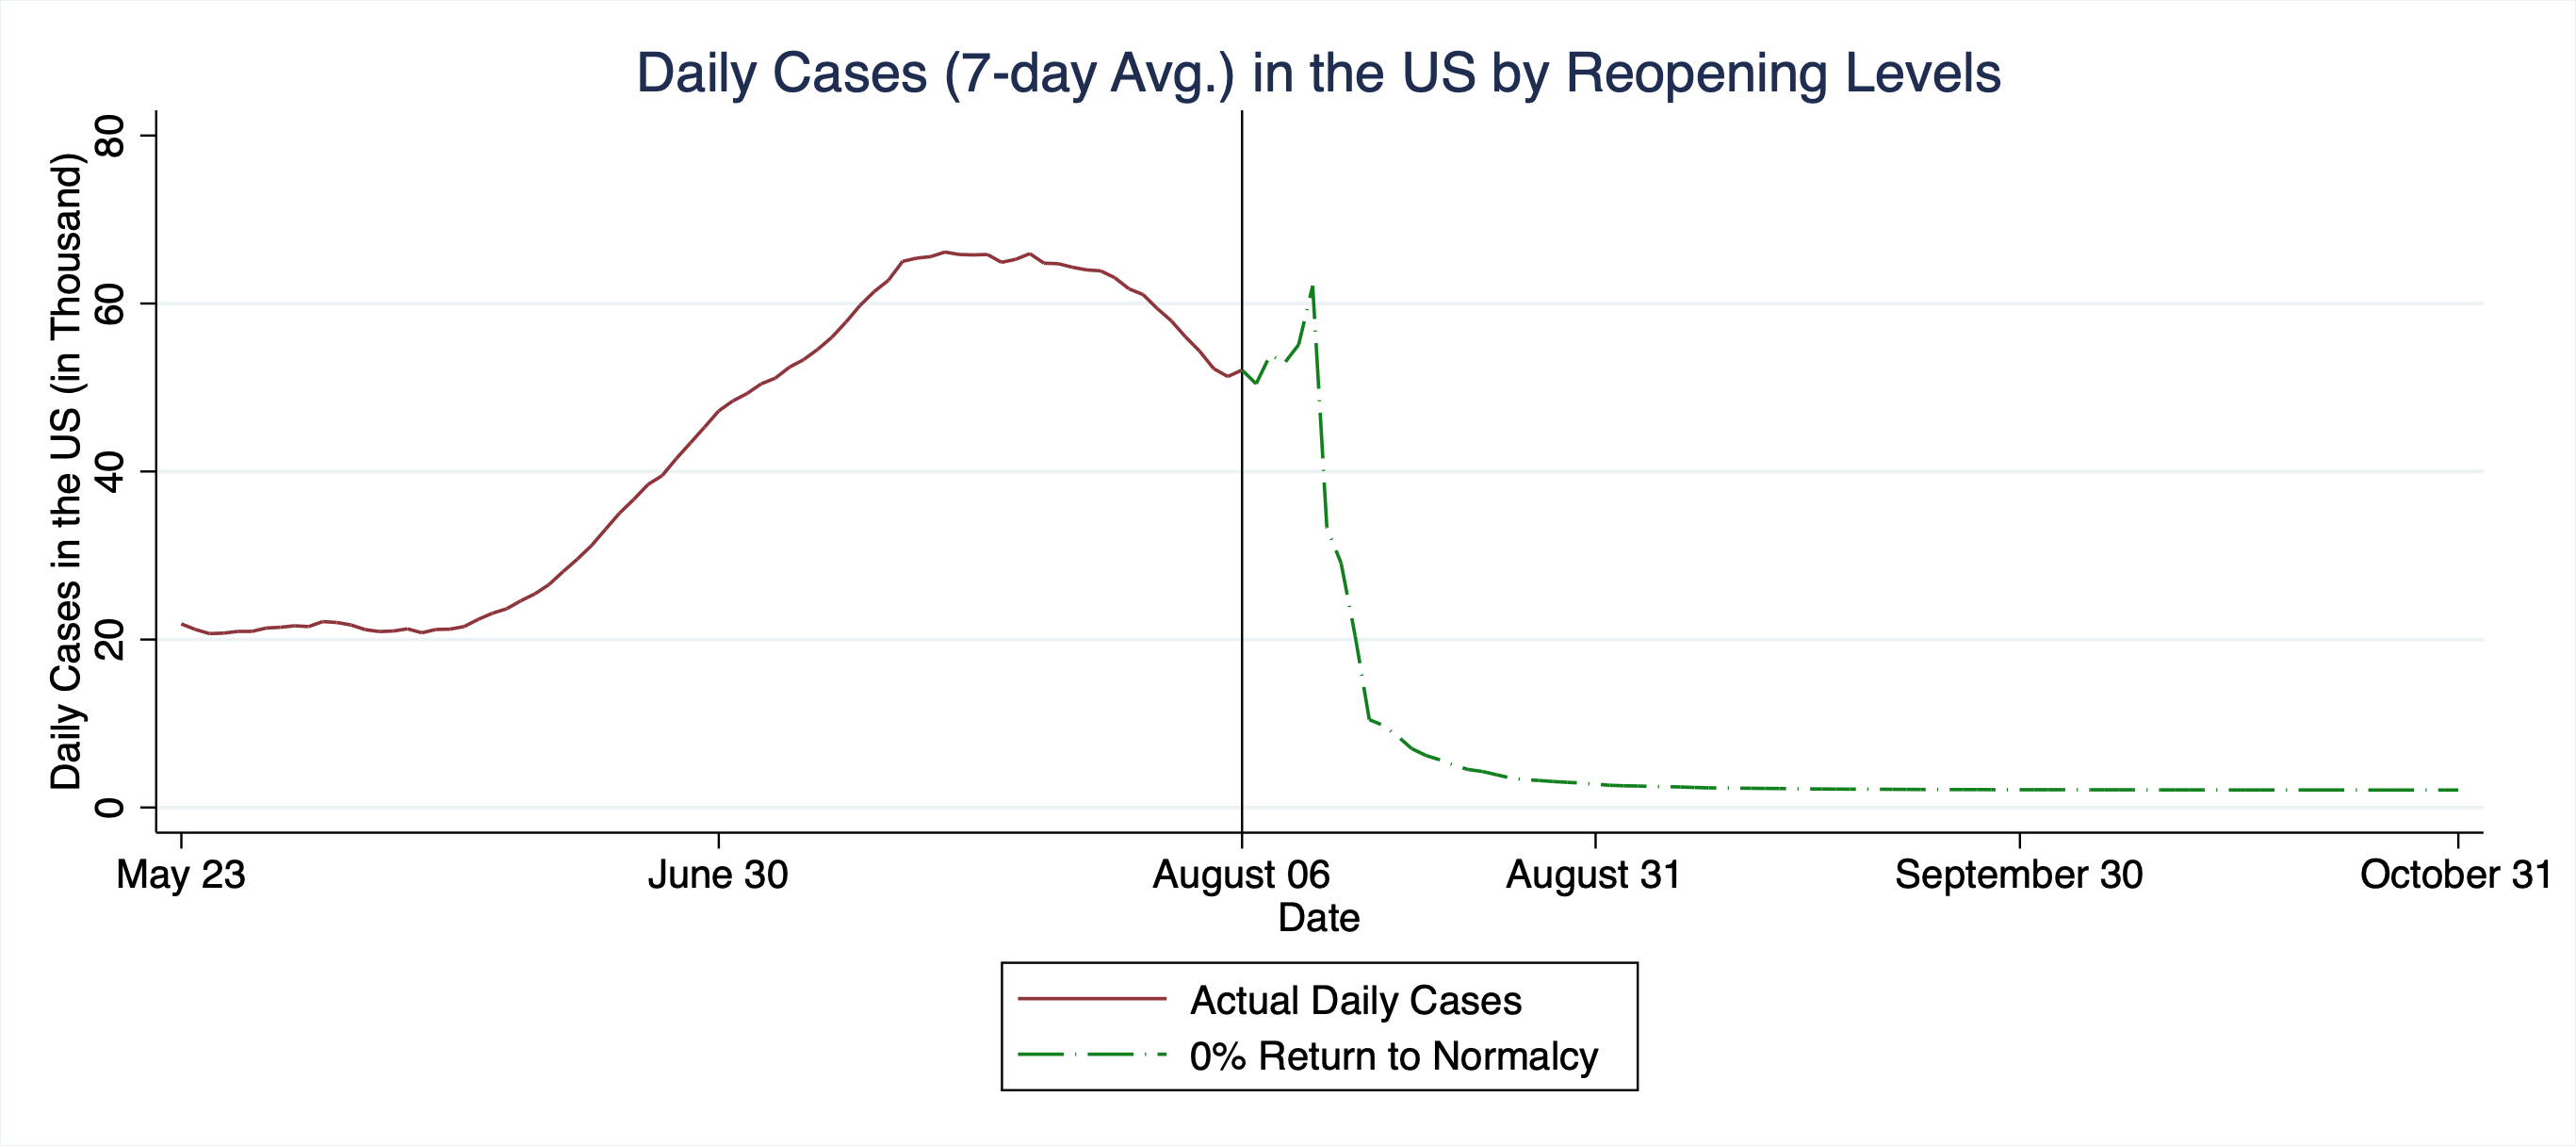 Daily Cases (7-day Avg.) in the US by Reopening Levels
Daily Cases in the US (in Thousand)
80
60
40
20
0
May 23
June 30
August 06
August 31
September 30
October 31
Date
Actual Daily Cases
0% Return to Normalcy